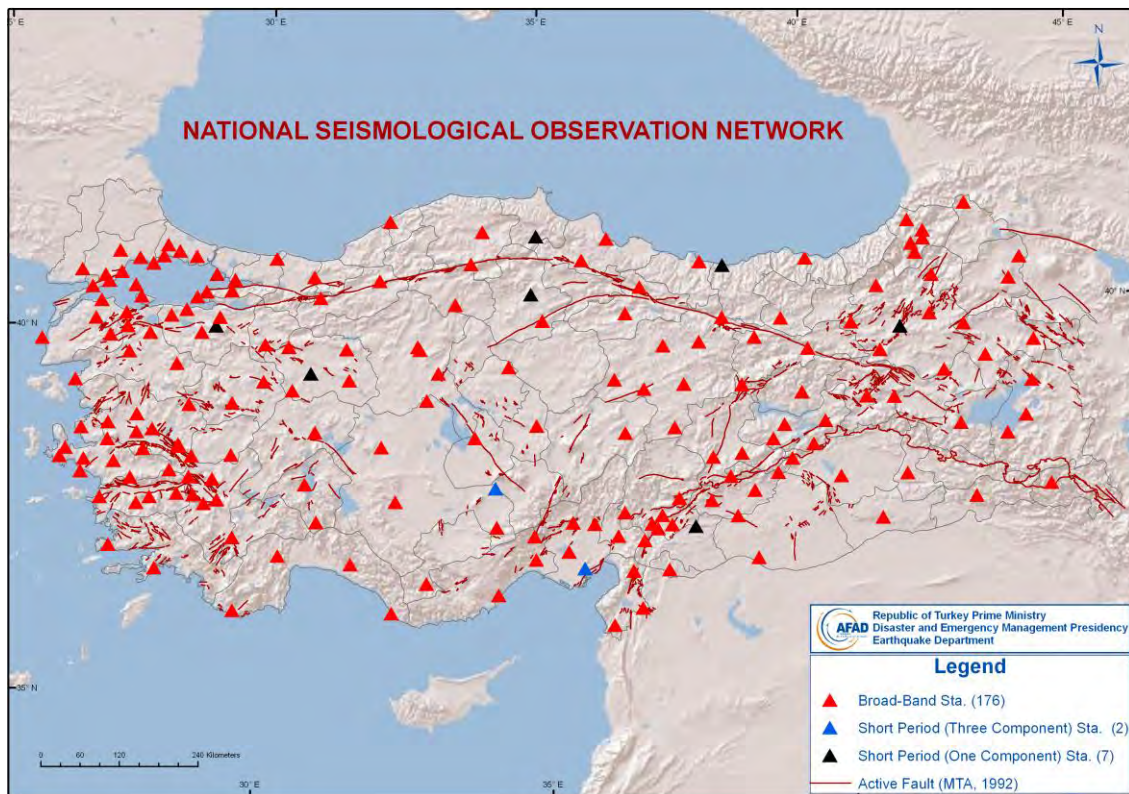 5° E
30° E
35° E
40° E
45° E
N
NATIONAL SEISMOLOGICAL OBSERVATION NETWORK
40° N
40° N
35° N
0 60 120 240 Kilometers
30° E
35° E
AFAD
Republic of Turkey Prime Ministry
Disaster and Emergency Management Presidency
Earthquake Department
Legend
Broad-Band Sta. (176)
Short Period (Three Component) Sta. (2)
Short Period (One Component) Sta. (7)
Active Fault (MTA, 1992)